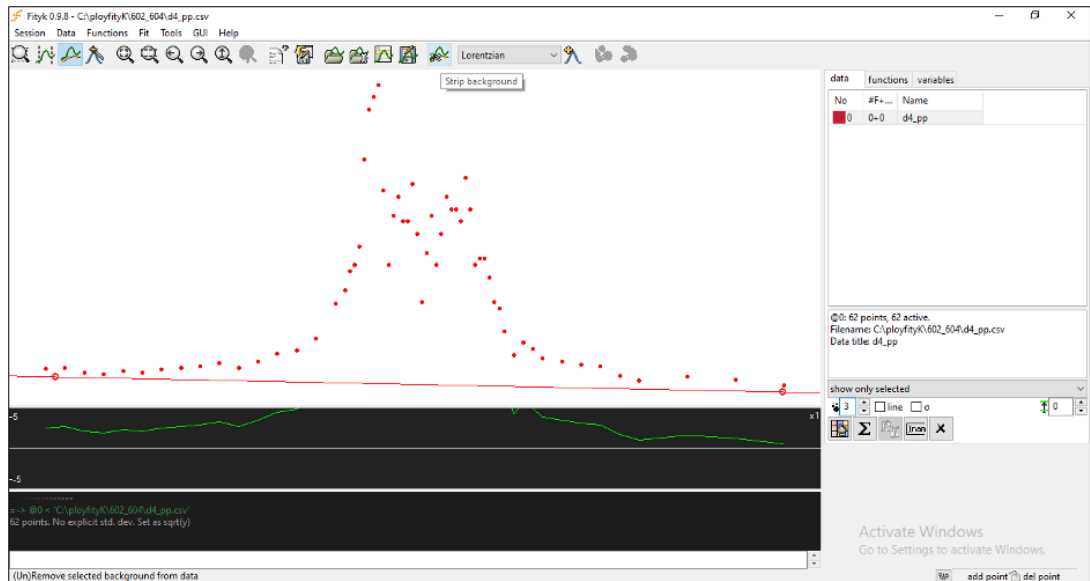 Fityk 0.9.8 - C:\ployfityK\602_604\d4_pp.csv
Session Data Functions Fit Tools GUI Help
Lorentzian
Strip background
data functions variables
No #F+... Name
0 0+0 d4_pp
@0: 62 points, 62 active.
Filename: C:\ployfityK\602_604\d4_pp.csv
Data title: d4_pp
show only selected
3 line σ 0
-5 x1
-5
=-> @0 < 'C:\ployfityK\602_604\d4_pp.csv'
62 points. No explicit std. dev. Set as sqrt(y)
Activate Windows
Go to Settings to activate Windows.
(Un)Remove selected background from data
add point del point